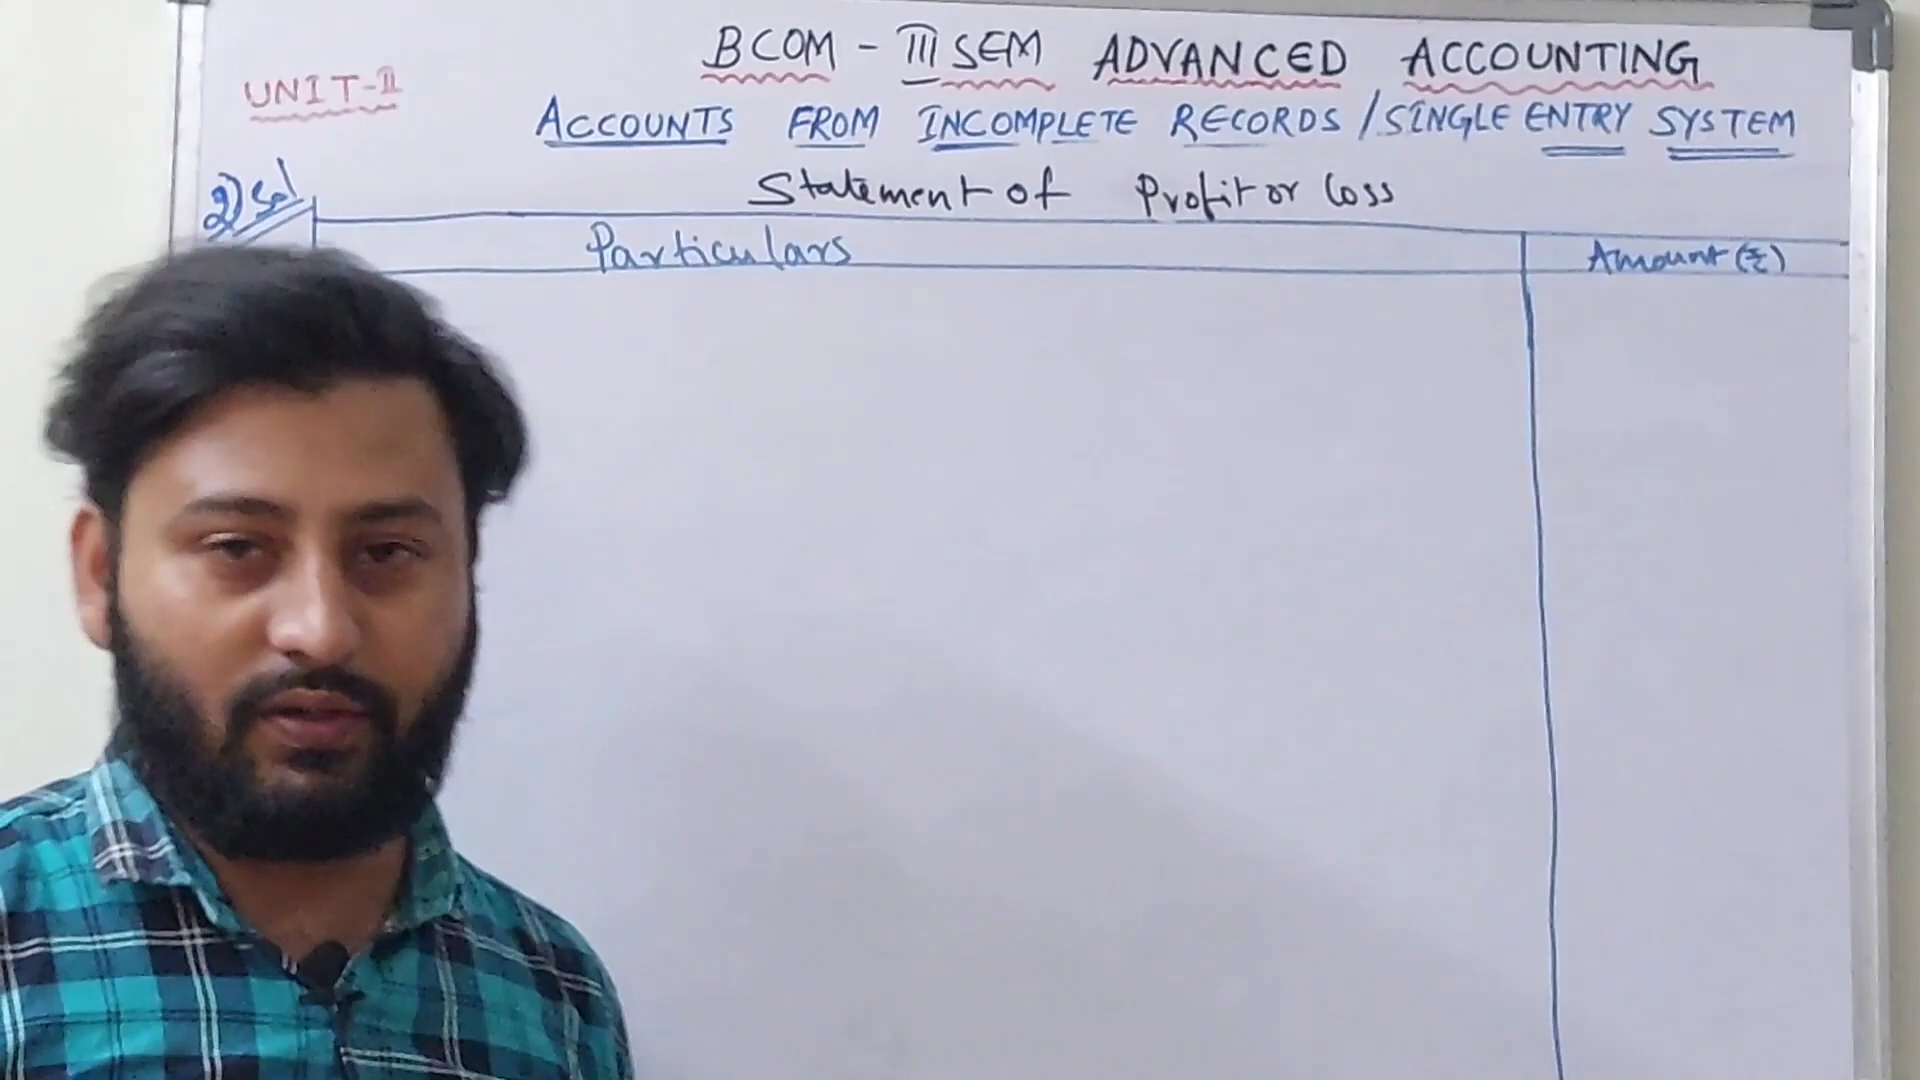 BCOM - III SEM ADVANCED ACCOUNTING
UNIT-II
ACCOUNTS FROM INCOMPLETE RECORDS / SINGLE ENTRY SYSTEM
2) Sol
Statement of Profit or Loss
Particulars
Amount (₹)